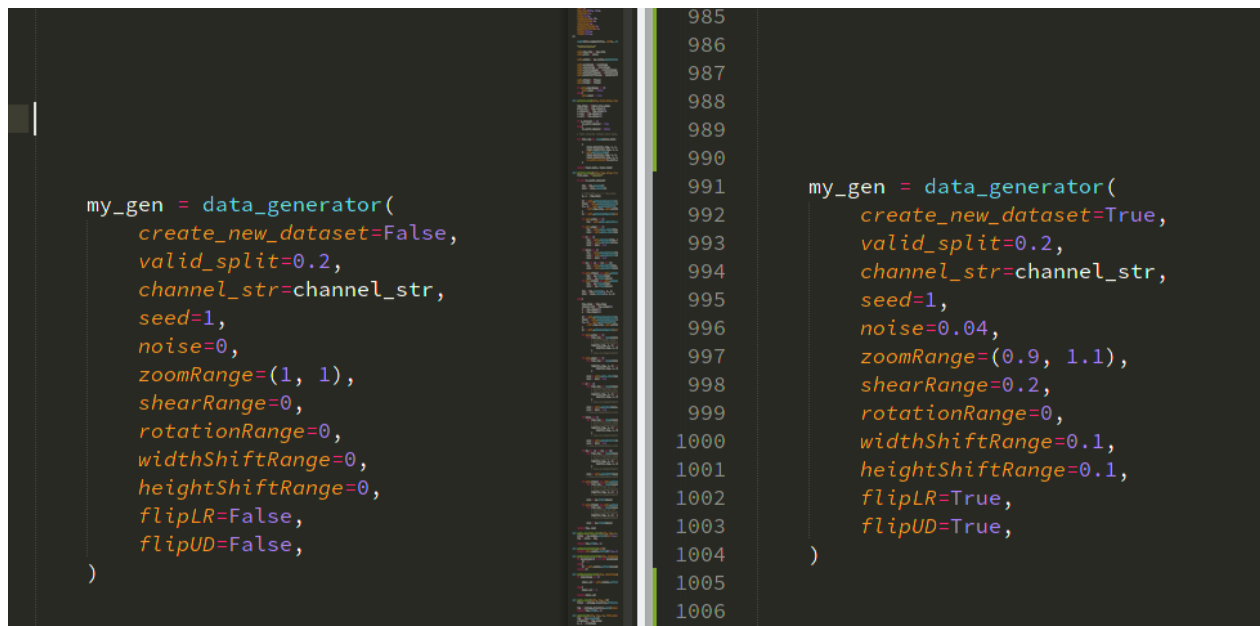 my_gen = data_generator(
create_new_dataset=False,
valid_split=0.2,
channel_str=channel_str,
seed=1,
noise=0,
zoomRange=(1, 1),
shearRange=0,
rotationRange=0,
widthShiftRange=0,
heightShiftRange=0,
flipLR=False,
flipUD=False,
)
985
986
987
988
989
990
991 my_gen = data_generator(
992 create_new_dataset=True,
993 valid_split=0.2,
994 channel_str=channel_str,
995 seed=1,
996 noise=0.04,
997 zoomRange=(0.9, 1.1),
998 shearRange=0.2,
999 rotationRange=0,
1000 widthShiftRange=0.1,
1001 heightShiftRange=0.1,
1002 flipLR=True,
1003 flipUD=True,
1004 )
1005
1006